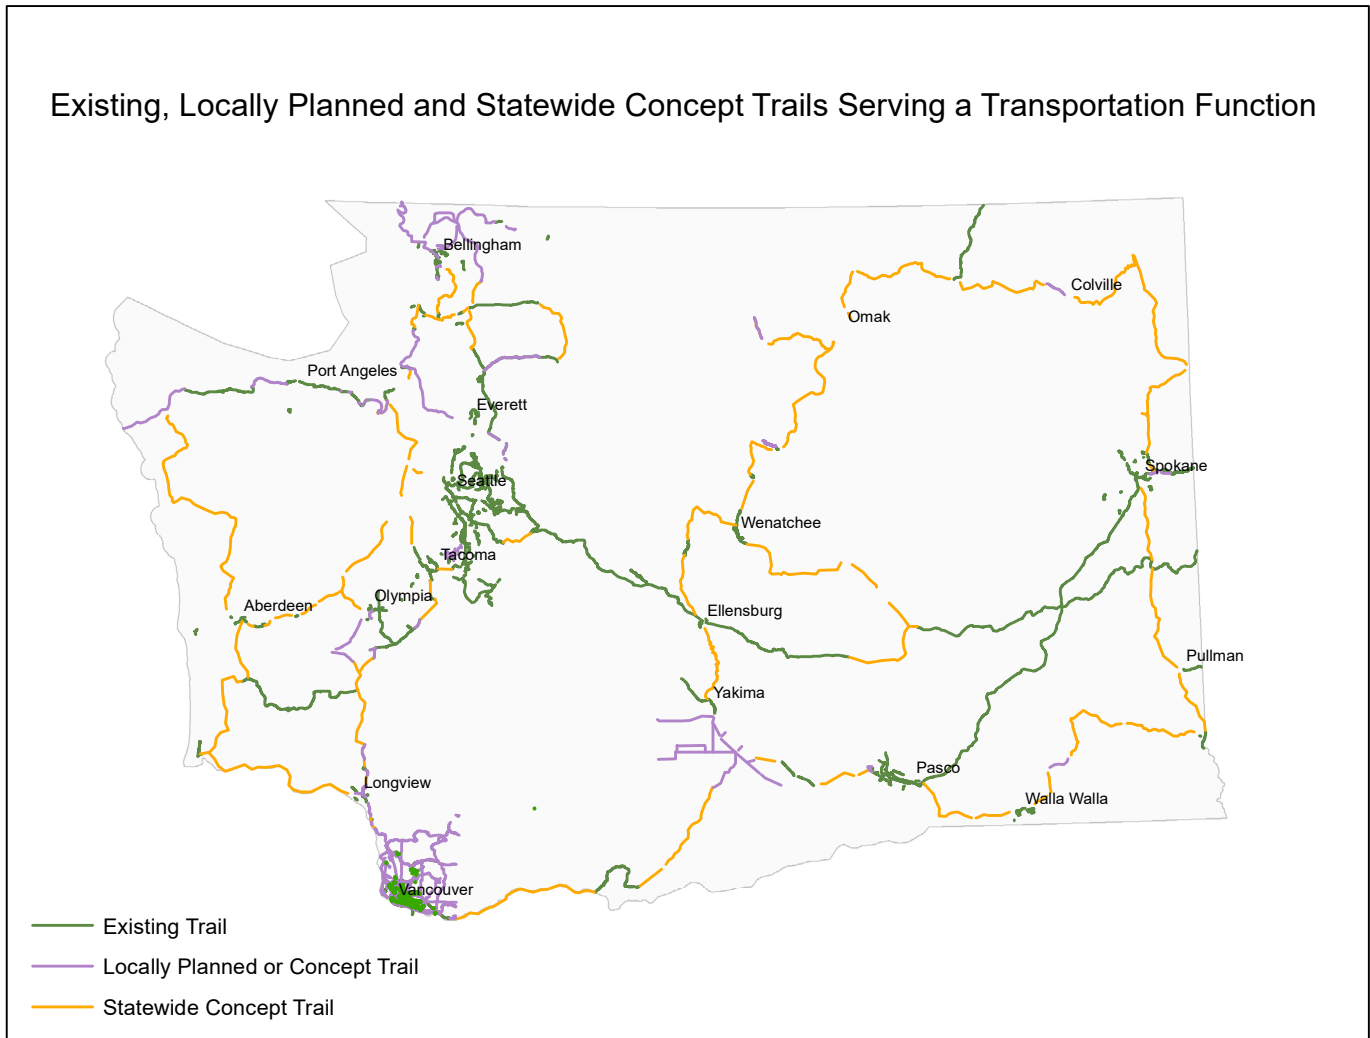 Existing, Locally Planned and Statewide Concept Trails Serving a Transportation Function
Bellingham
Colville
Omak
Port Angeles
Everett
Spokane
Seattle
Wenatchee
Tacoma
Olympia
Aberdeen
Ellensburg
Pullman
Yakima
Pasco
Longview
Walla Walla
Vancouver
Existing Trail
Locally Planned or Concept Trail
Statewide Concept Trail